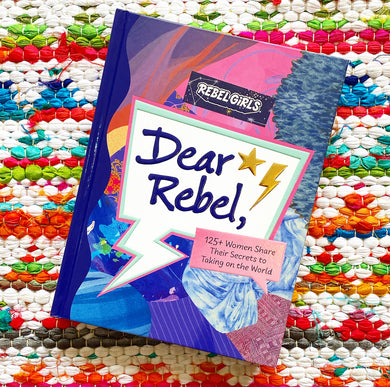 REBEL GIRLS
Dear
Rebel,
125+ Women Share
Their Secrets to
Taking on the World